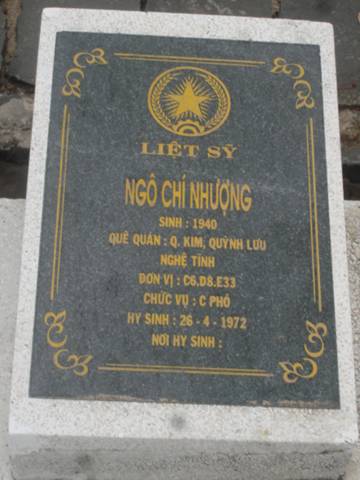 LIỆT SỸ
NGÔ CHÍ NHƯỢNG
SINH : 1940
QUÊ QUÁN : Q. KIM, QUỲNH LƯU
NGHỆ TĨNH
ĐƠN VỊ : C6.D8.E33
CHỨC VỤ : C PHÓ
HY SINH : 26 - 4 - 1972
NƠI HY SINH :